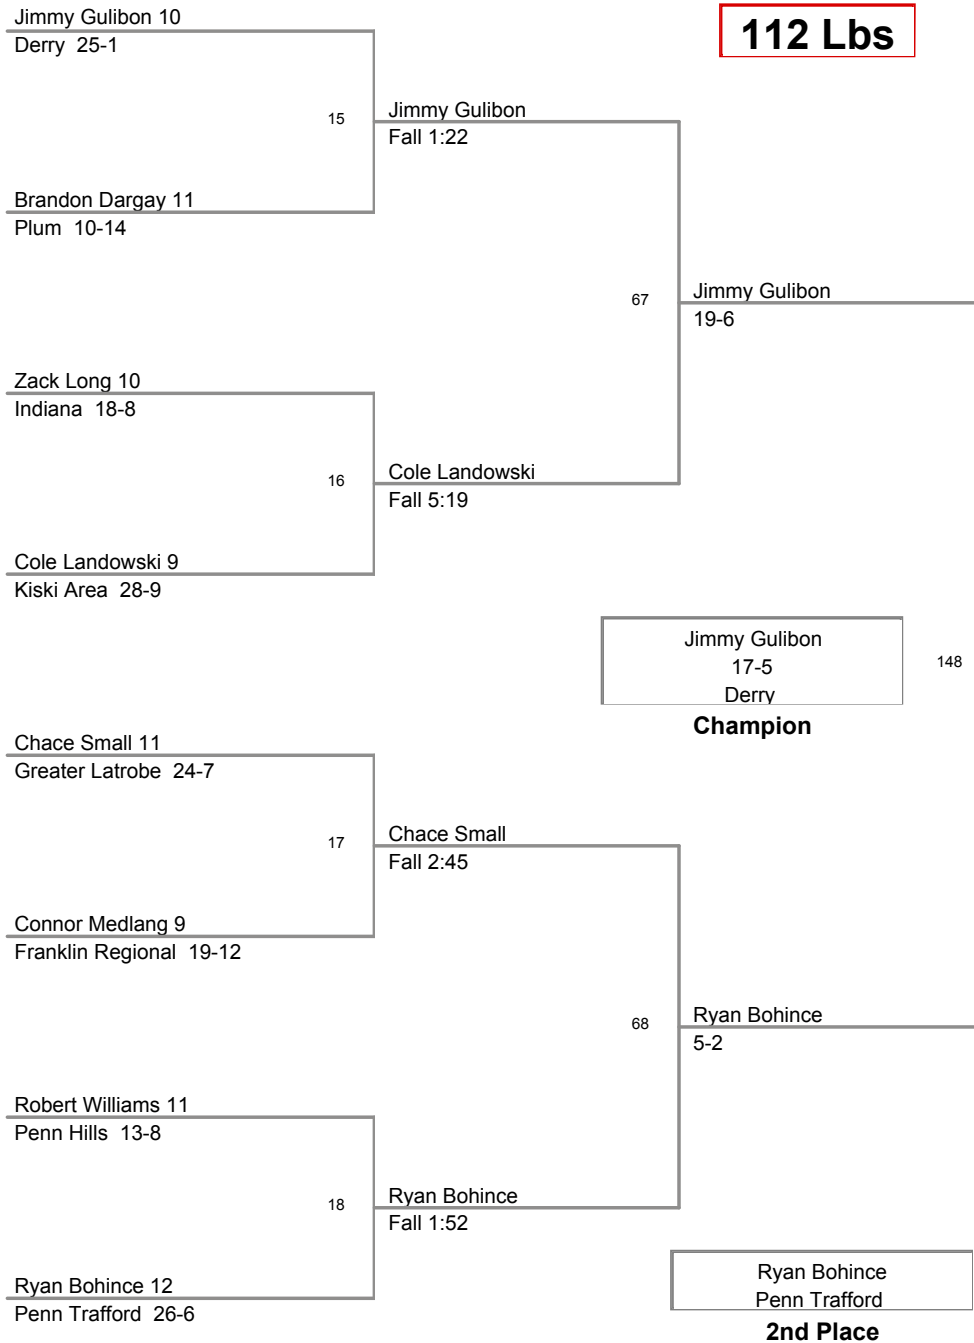 Jimmy Gulibon 10
Derry 25-1
112 Lbs
15
Jimmy Gulibon
Fall 1:22
Brandon Dargay 11
Plum 10-14
67
Jimmy Gulibon
19-6
Zack Long 10
Indiana 18-8
16
Cole Landowski
Fall 5:19
Cole Landowski 9
Kiski Area 28-9
Jimmy Gulibon
17-5
Derry
148
Champion
Chace Small 11
Greater Latrobe 24-7
17
Chace Small
Fall 2:45
Connor Medlang 9
Franklin Regional 19-12
68
Ryan Bohince
5-2
Robert Williams 11
Penn Hills 13-8
18
Ryan Bohince
Fall 1:52
Ryan Bohince 12
Penn Trafford 26-6
Ryan Bohince
Penn Trafford
2nd Place